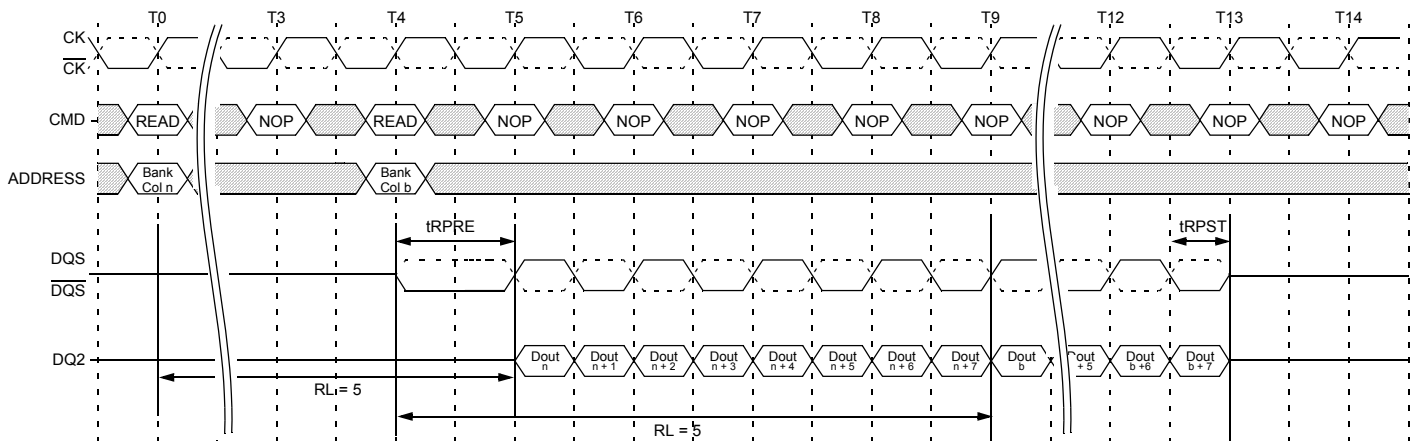 T0 T3 T4 T5 T6 T7 T8 T9 T12 T13 T14
CK
CK
CMD READ NOP READ NOP NOP NOP NOP NOP NOP NOP NOP
ADDRESS
Bank
Col n
Bank
Col b
tRPRE
tRPST
DQS
DQS
DQ2
Dout
n
Dout
n + 1
Dout
n + 2
Dout
n + 3
Dout
n + 4
Dout
n + 5
Dout
n + 6
Dout
n + 7
Dout
b
+ 5
Dout
b +6
Dout
b + 7
RL = 5
RL = 5